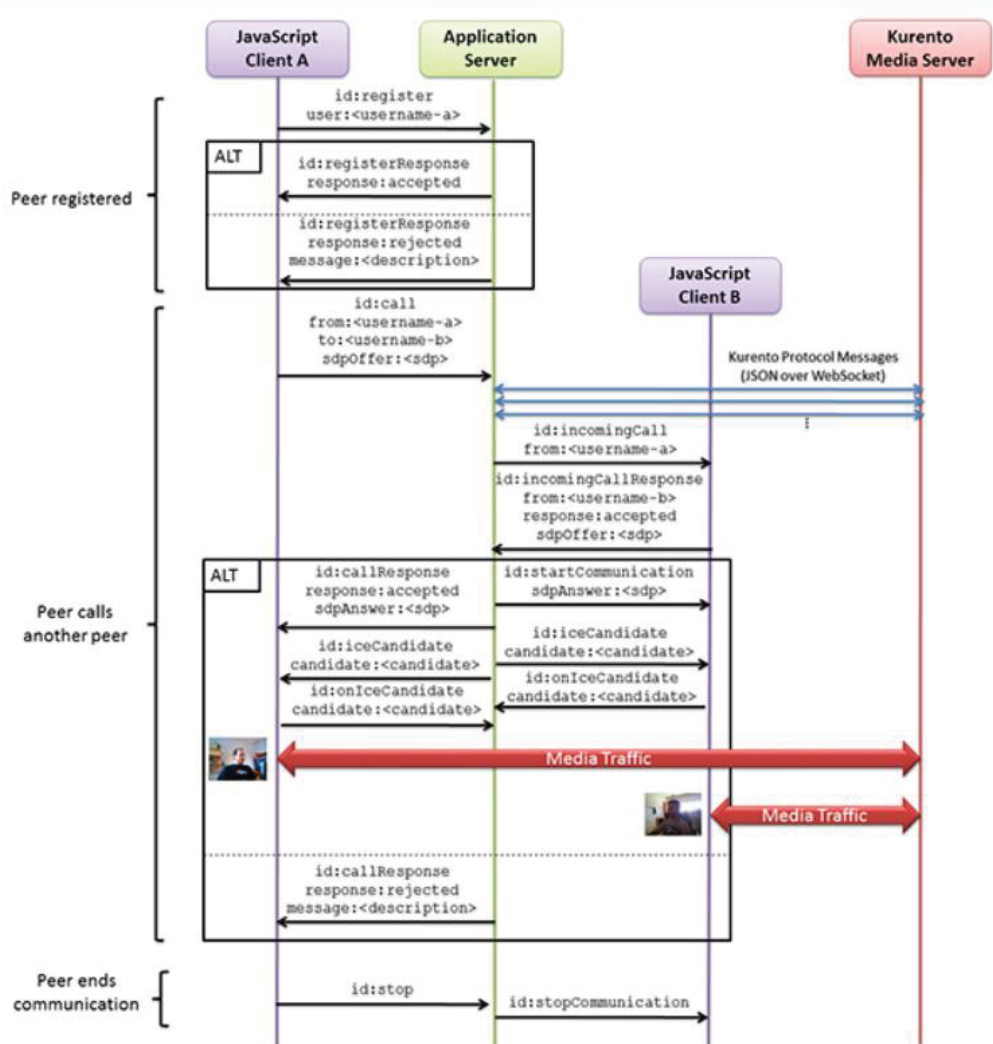 JavaScript
Client A
Application
Server
Kurento
Media Server
id:register
user:<username-a>
ALT
id:registerResponse
response:accepted
Peer registered
id:registerResponse
response:rejected
message:<description>
JavaScript
Client B
id:call
from:<username-a>
to:<username-b>
sdpOffer:<sdp>
Kurento Protocol Messages
(JSON over WebSocket)
id:incomingCall
from:<username-a>
id:incomingCallResponse
from:<username-b>
response:accepted
sdpOffer:<sdp>
ALT
id:callResponse
response:accepted
sdpAnswer:<sdp>
id:startCommunication
sdpAnswer:<sdp>
Peer calls
another peer
id:iceCandidate
candidate:<candidate>
id:iceCandidate
candidate:<candidate>
id:onIceCandidate
candidate:<candidate>
id:onIceCandidate
candidate:<candidate>
Media Traffic
Media Traffic
id:callResponse
response:rejected
message:<description>
Peer ends
communication
id:stop
id:stopCommunication